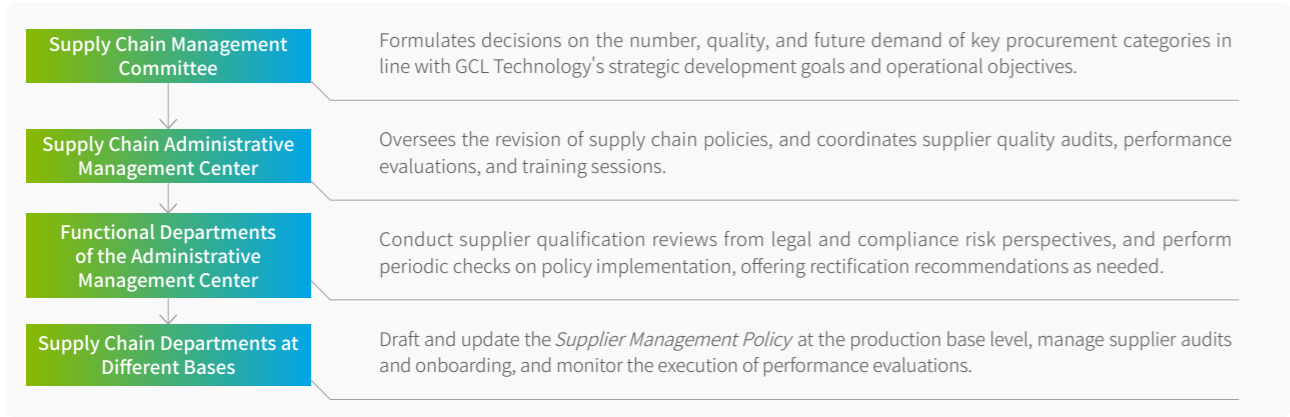 Supply Chain Management
Committee
Formulates decisions on the number, quality, and future demand of key procurement categories in
line with GCL Technology's strategic development goals and operational objectives.
Supply Chain Administrative
Management Center
Oversees the revision of supply chain policies, and coordinates supplier quality audits, performance
evaluations, and training sessions.
Functional Departments
of the Administrative
Management Center
Conduct supplier qualification reviews from legal and compliance risk perspectives, and perform
periodic checks on policy implementation, offering rectification recommendations as needed.
Supply Chain Departments at
Different Bases
Draft and update the Supplier Management Policy at the production base level, manage supplier audits
and onboarding, and monitor the execution of performance evaluations.